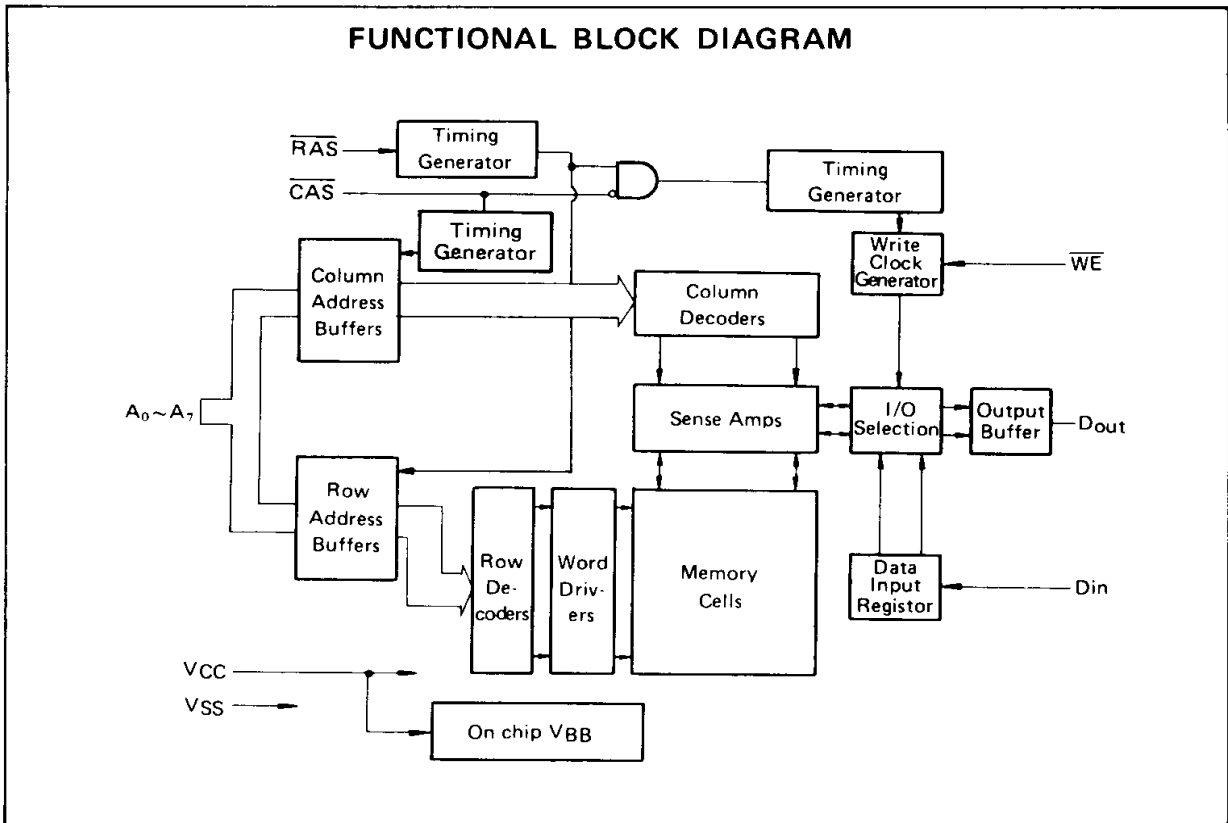 FUNCTIONAL BLOCK DIAGRAM
RAS
Timing
Generator
CAS
Timing
Generator
Timing
Generator
Write
Clock
Generator
WE
Column
Address
Buffers
Column
Decoders
A0~A7
Sense Amps
I/O
Selection
Output
Buffer
Dout
Row
Address
Buffers
Row
De-
coders
Word
Driv-
ers
Memory
Cells
Data
Input
Registor
Din
VCC
VSS
On chip VBB